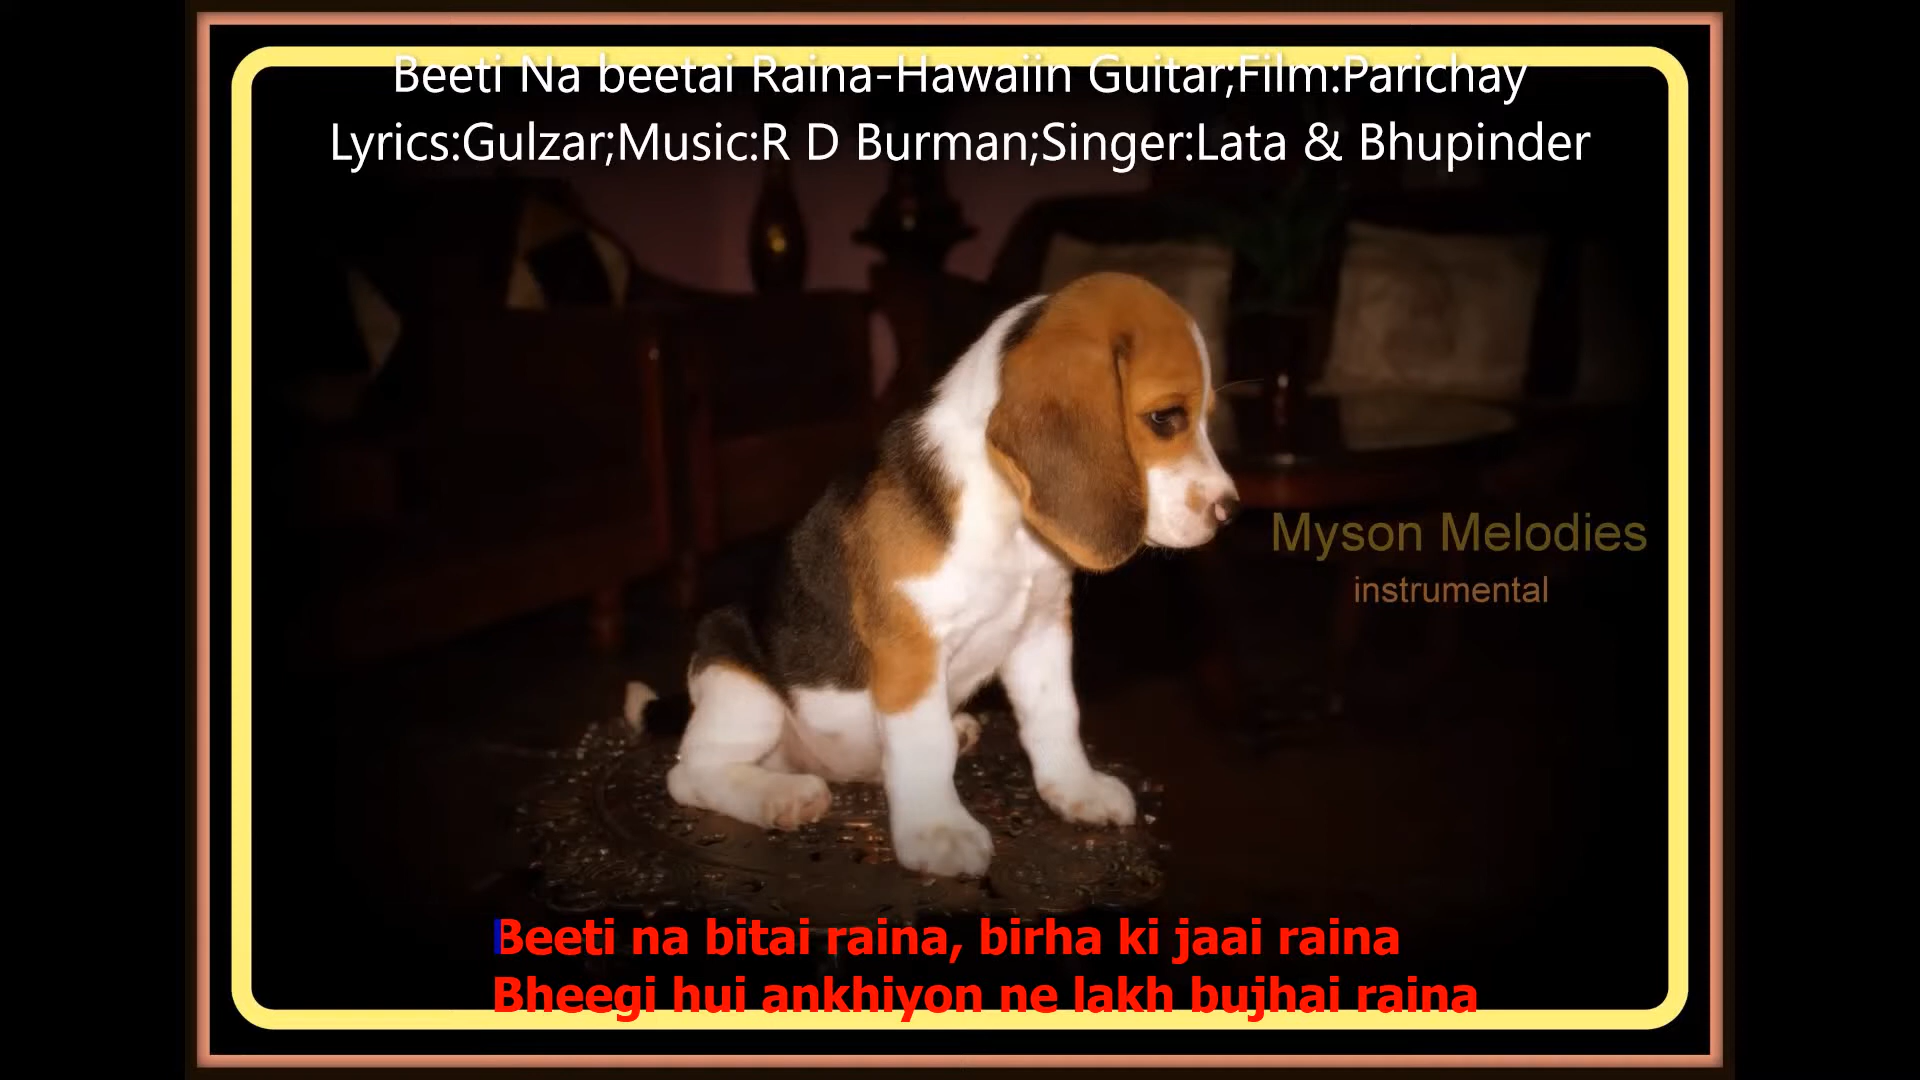 Beeti Na beetai Raina-Hawaiin Guitar;Film:Parichay
Lyrics:Gulzar;Music:R D Burman;Singer:Lata & Bhupinder
Myson Melodies
instrumental
Beeti na bitai raina, birha ki jaai raina
Bheegi hui ankhiyon ne lakh bujhai raina